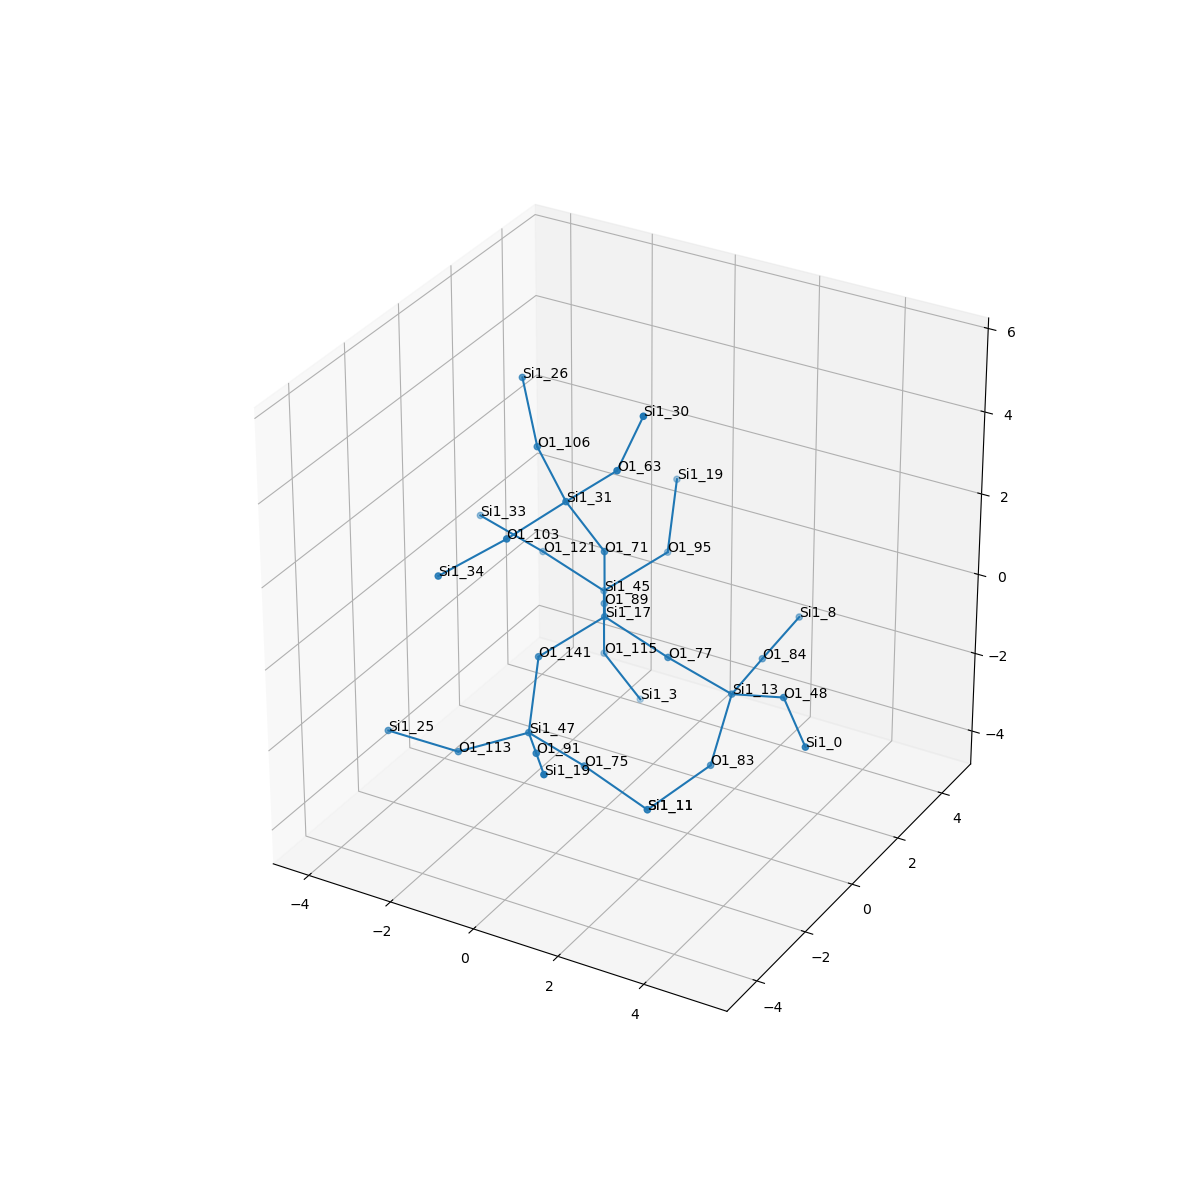 Si1_26
Si1_30
O1_106
O1_63
Si1_19
Si1_31
Si1_33
O1_103
O1_121
O1_71
O1_95
Si1_34
Si1_45
O1_89
Si1_17
Si1_8
O1_141
O1_115
O1_77
O1_84
Si1_3
Si1_13
O1_48
Si1_25
Si1_47
O1_113
O1_91
O1_75
O1_83
Si1_0
Si1_19
Si1_11
6
4
2
0
−2
−4
−4
−2
0
2
4
4
2
0
−2
−4